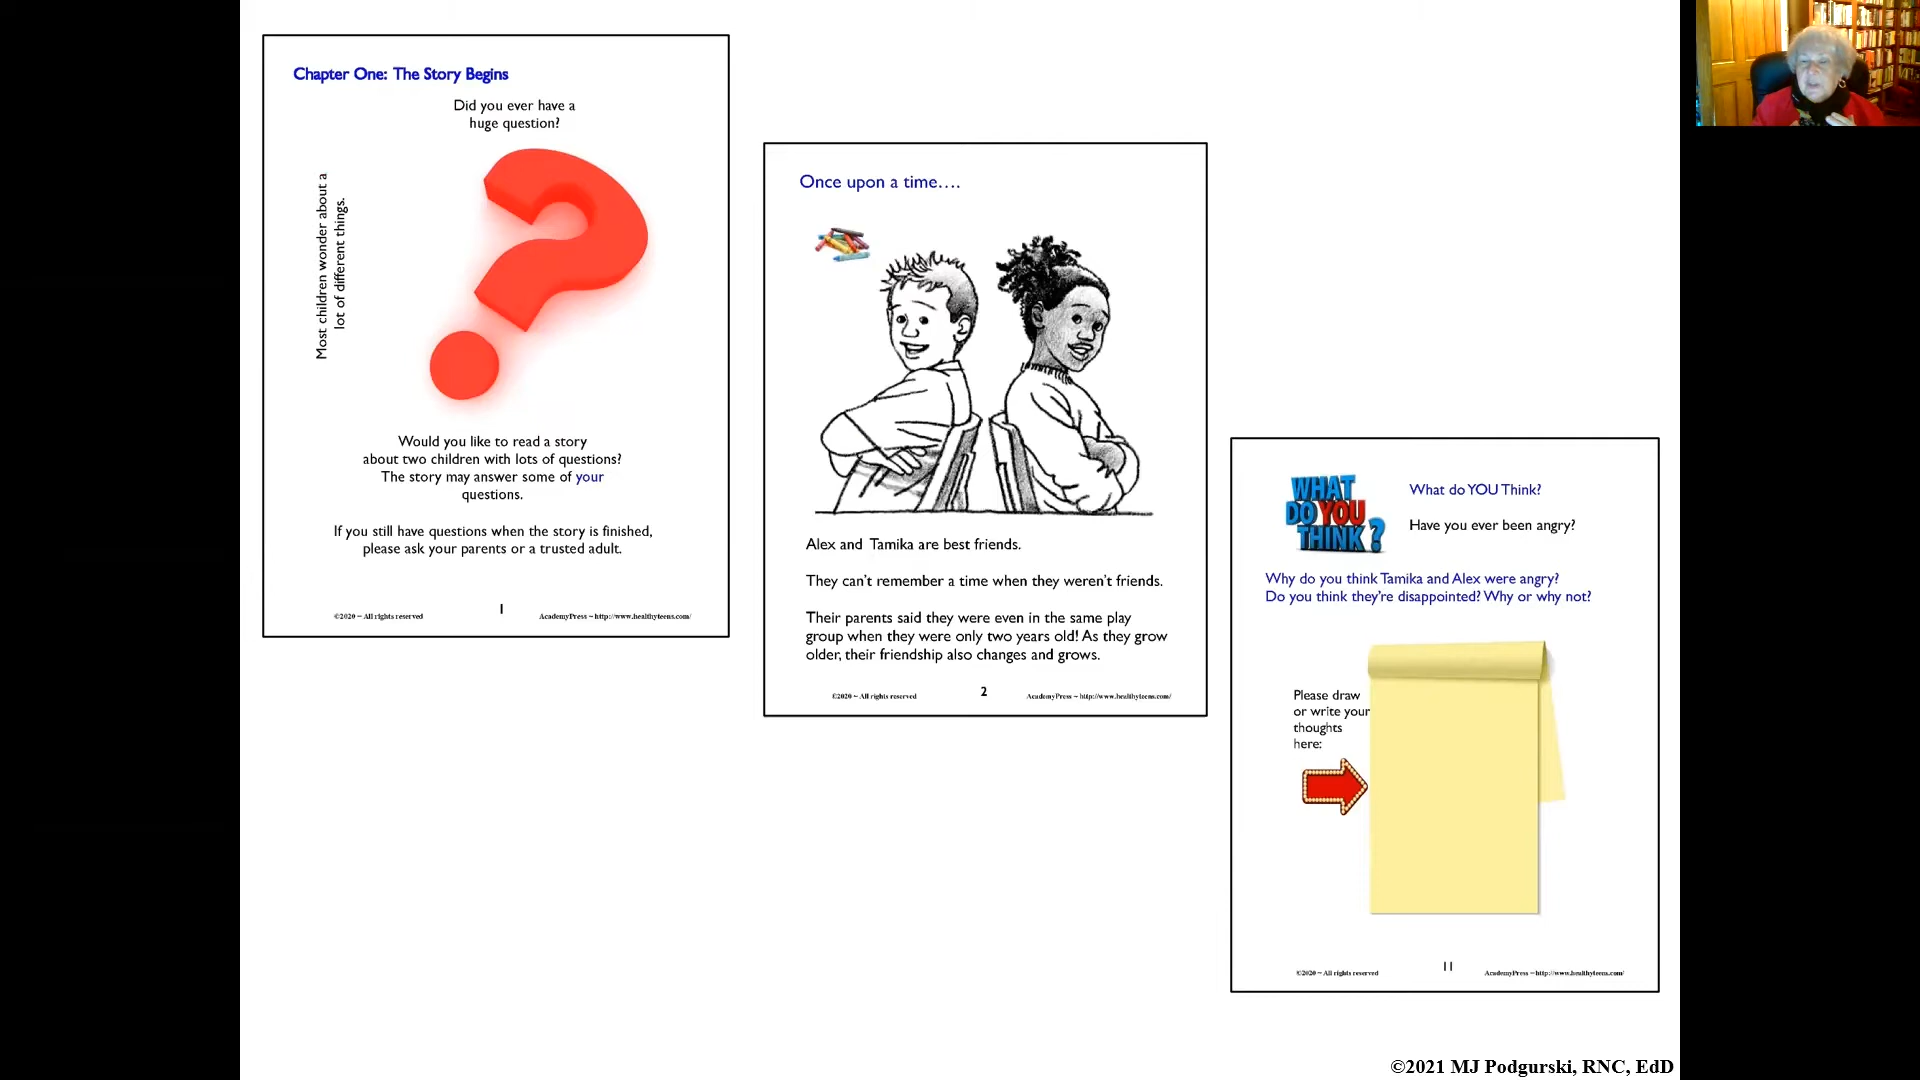 Chapter One: The Story Begins
Did you ever have a
huge question?
Most children wonder about a
lot of different things.
Would you like to read a story
about two children with lots of questions?
The story may answer some of your
questions.
If you still have questions when the story is finished,
please ask your parents or a trusted adult.
©2020 ~ All rights reserved
1
AcademyPress ~ http://www.healthyteens.com/
Once upon a time….
Alex and Tamika are best friends.
They can't remember a time when they weren't friends.
Their parents said they were even in the same play
group when they were only two years old! As they grow
older, their friendship also changes and grows.
©2020 ~ All rights reserved
2
AcademyPress ~ http://www.healthyteens.com/
WHAT
DO YOU
THINK?
What do YOU Think?
Have you ever been angry?
Why do you think Tamika and Alex were angry?
Do you think they're disappointed? Why or why not?
Please draw
or write your
thoughts
here:
©2020 ~ All rights reserved
11
AcademyPress ~ http://www.healthyteens.com/
©2021 MJ Podgurski, RNC, EdD